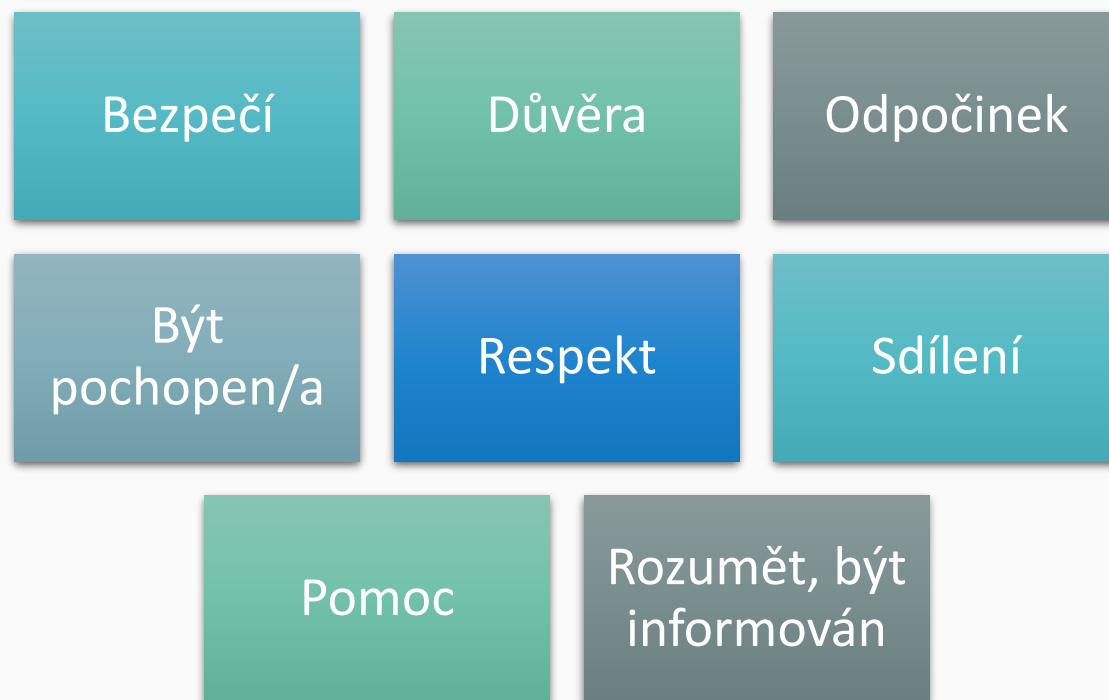 Bezpečí
Důvěra
Odpočinek
Být
pochopen/a
Respekt
Sdílení
Pomoc
Rozumět, být
informován